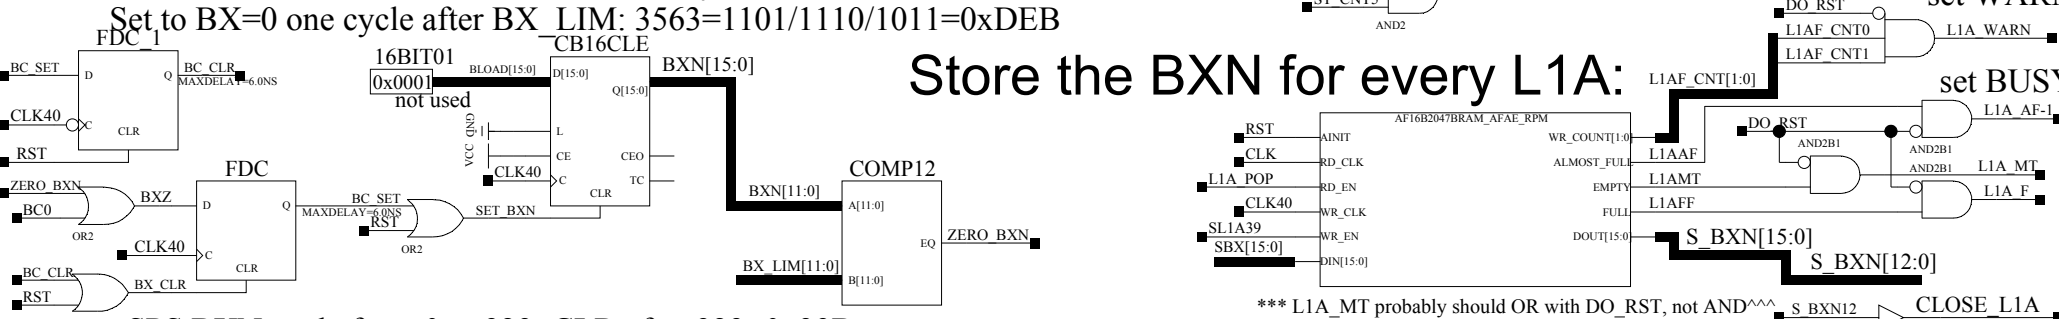 Set to BX=0 one cycle after BX_LIM: 3563=1101/1110/1011=0xDEB
FDC_1
BC_SET
D
Q
BC_CLR
MAXDELAY=6.0NS
CLK40
C
CLR
RST
ZERO_BXN
BC0
OR2
BXZ
FDC
D
Q
CLK40
C
CLR
BC_CLR
RST
BX_CLR
BC_SET
MAXDELAY=6.0NS
RST
OR2
SET_BXN
16BIT01
0x0001
not used
BLOAD[15:0]
CB16CLE
D[15:0]
Q[15:0]
GND
L
VCC
CE
CEO
CLK40
C
TC
CLR
BXN[15:0]
BXN[11:0]
BX_LIM[11:0]
COMP12
A[11:0]
EQ
B[11:0]
ZERO_BXN
AND2
Store the BXN for every L1A:
AF16B2047BRAM_AFAE_RPM
RST
AINIT
CLK
RD_CLK
L1A_POP
RD_EN
CLK40
WR_CLK
SL1A39
WR_EN
SBX[15:0]
DIN[15:0]
WR_COUNT[1:0]
ALMOST_FULL
EMPTY
FULL
DOUT[15:0]
L1AF_CNT[1:0]
L1AAF
L1AMT
L1AFF
S_BXN[15:0]
S_BXN[12:0]
DO_RST
L1AF_CNT0
L1AF_CNT1
L1A_WARN
set BUSY
DO_RST
AND2B1
AND2B1
AND2B1
L1A_AF-1
L1A_MT
L1A_F
*** L1A_MT probably should OR with DO_RST, not AND^^^
S_BXN12
CLOSE_L1A